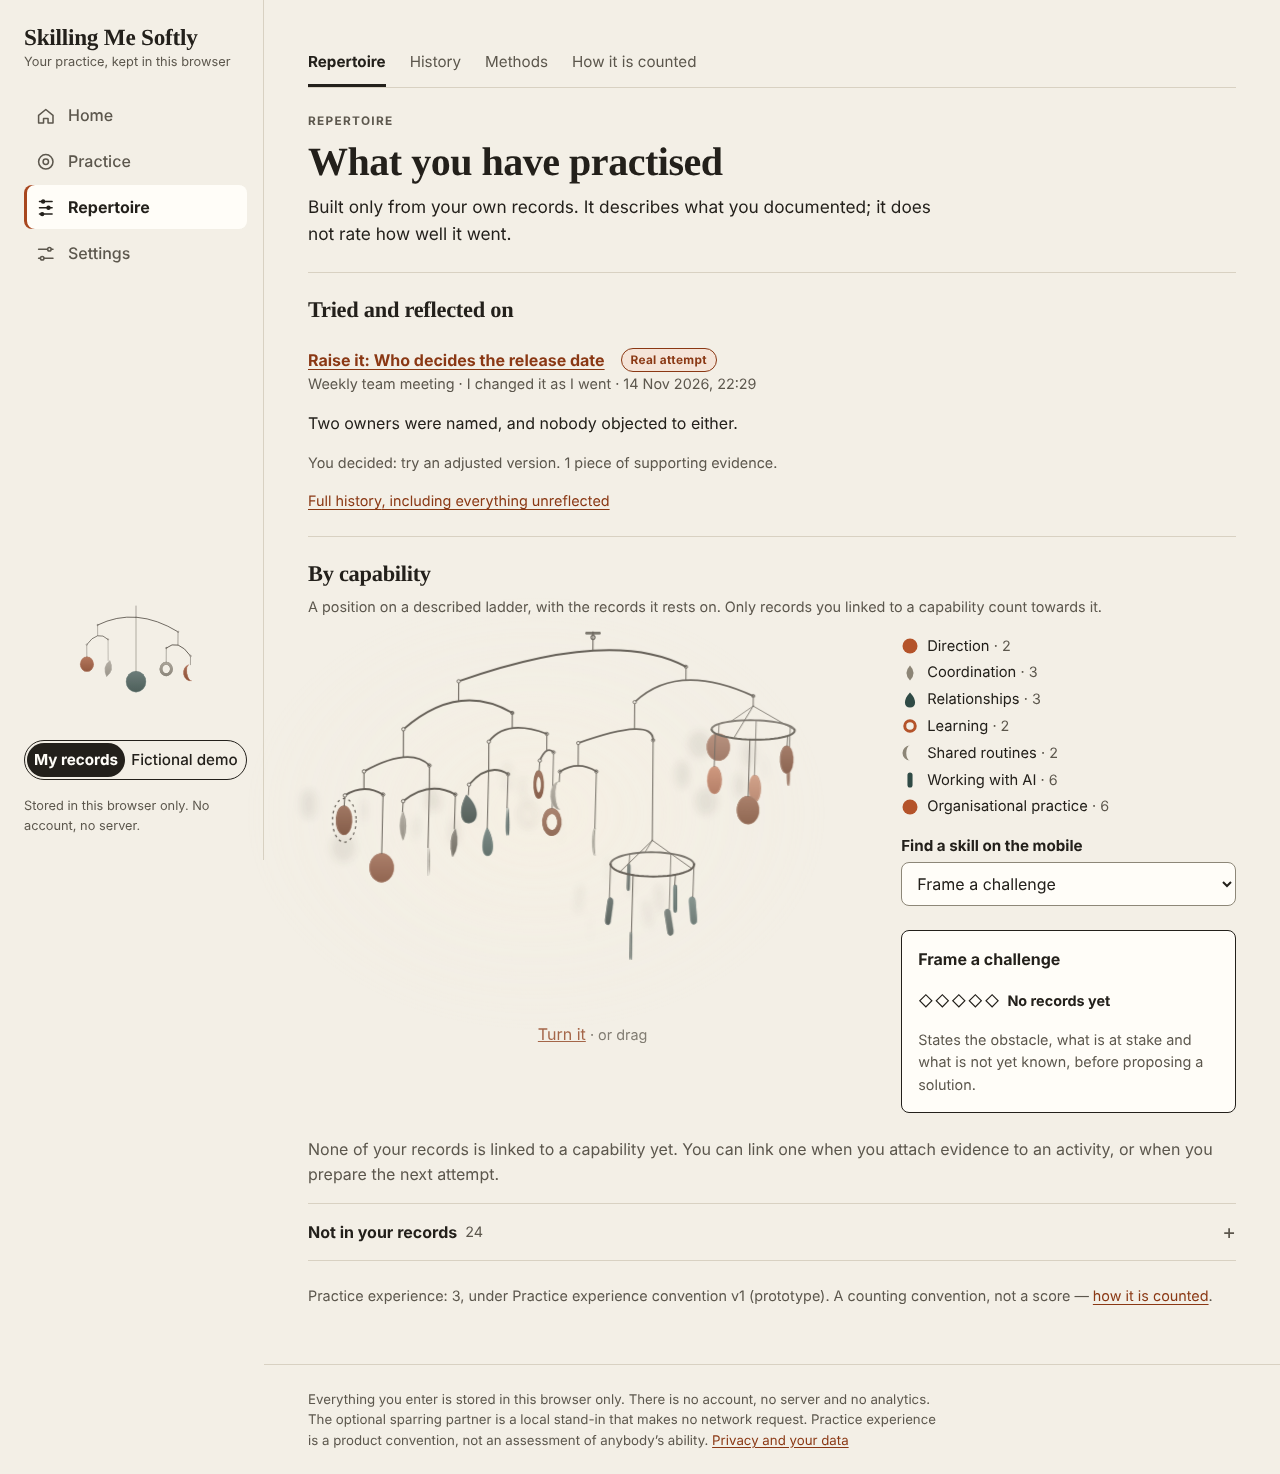 Skilling Me Softly
Your practice, kept in this browser
Home
Practice
Repertoire
Settings
My records
Fictional demo
Stored in this browser only. No
account, no server.
Repertoire
History
Methods
How it is counted
REPERTOIRE
What you have practised
Built only from your own records. It describes what you documented; it does
not rate how well it went.
Tried and reflected on
Raise it: Who decides the release date
Real attempt
Weekly team meeting · I changed it as I went · 14 Nov 2026, 22:29
Two owners were named, and nobody objected to either.
You decided: try an adjusted version. 1 piece of supporting evidence.
Full history, including everything unreflected
By capability
A position on a described ladder, with the records it rests on. Only records you linked to a capability count towards it.
Direction · 2
Coordination · 3
Relationships · 3
Learning · 2
Shared routines · 2
Working with AI · 6
Organisational practice · 6
Find a skill on the mobile
Frame a challenge
Frame a challenge
No records yet
States the obstacle, what is at stake and
what is not yet known, before proposing a
solution.
Turn it · or drag
None of your records is linked to a capability yet. You can link one when you attach evidence to an activity, or when you
prepare the next attempt.
Not in your records 24
+
Practice experience: 3, under Practice experience convention v1 (prototype). A counting convention, not a score — how it is counted.
Everything you enter is stored in this browser only. There is no account, no server and no analytics.
The optional sparring partner is a local stand-in that makes no network request. Practice experience
is a product convention, not an assessment of anybody’s ability. Privacy and your data